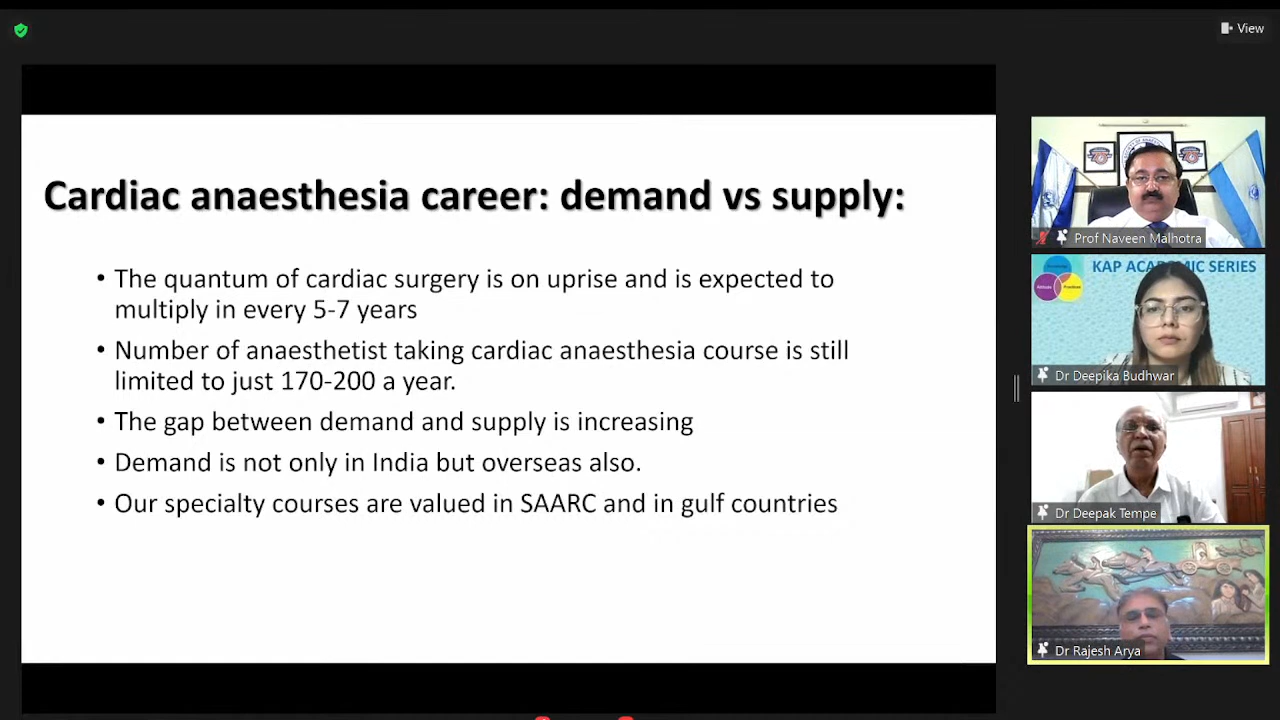 View
Cardiac anaesthesia career: demand vs supply:
• The quantum of cardiac surgery is on uprise and is expected to
multiply in every 5-7 years
• Number of anaesthetist taking cardiac anaesthesia course is still
limited to just 170-200 a year.
• The gap between demand and supply is increasing
• Demand is not only in India but overseas also.
• Our specialty courses are valued in SAARC and in gulf countries
Prof Naveen Malhotra
KAP ACADEMIC SERIES
Dr Deepika Budhwar
Dr Deepak Tempe
Dr Rajesh Arya